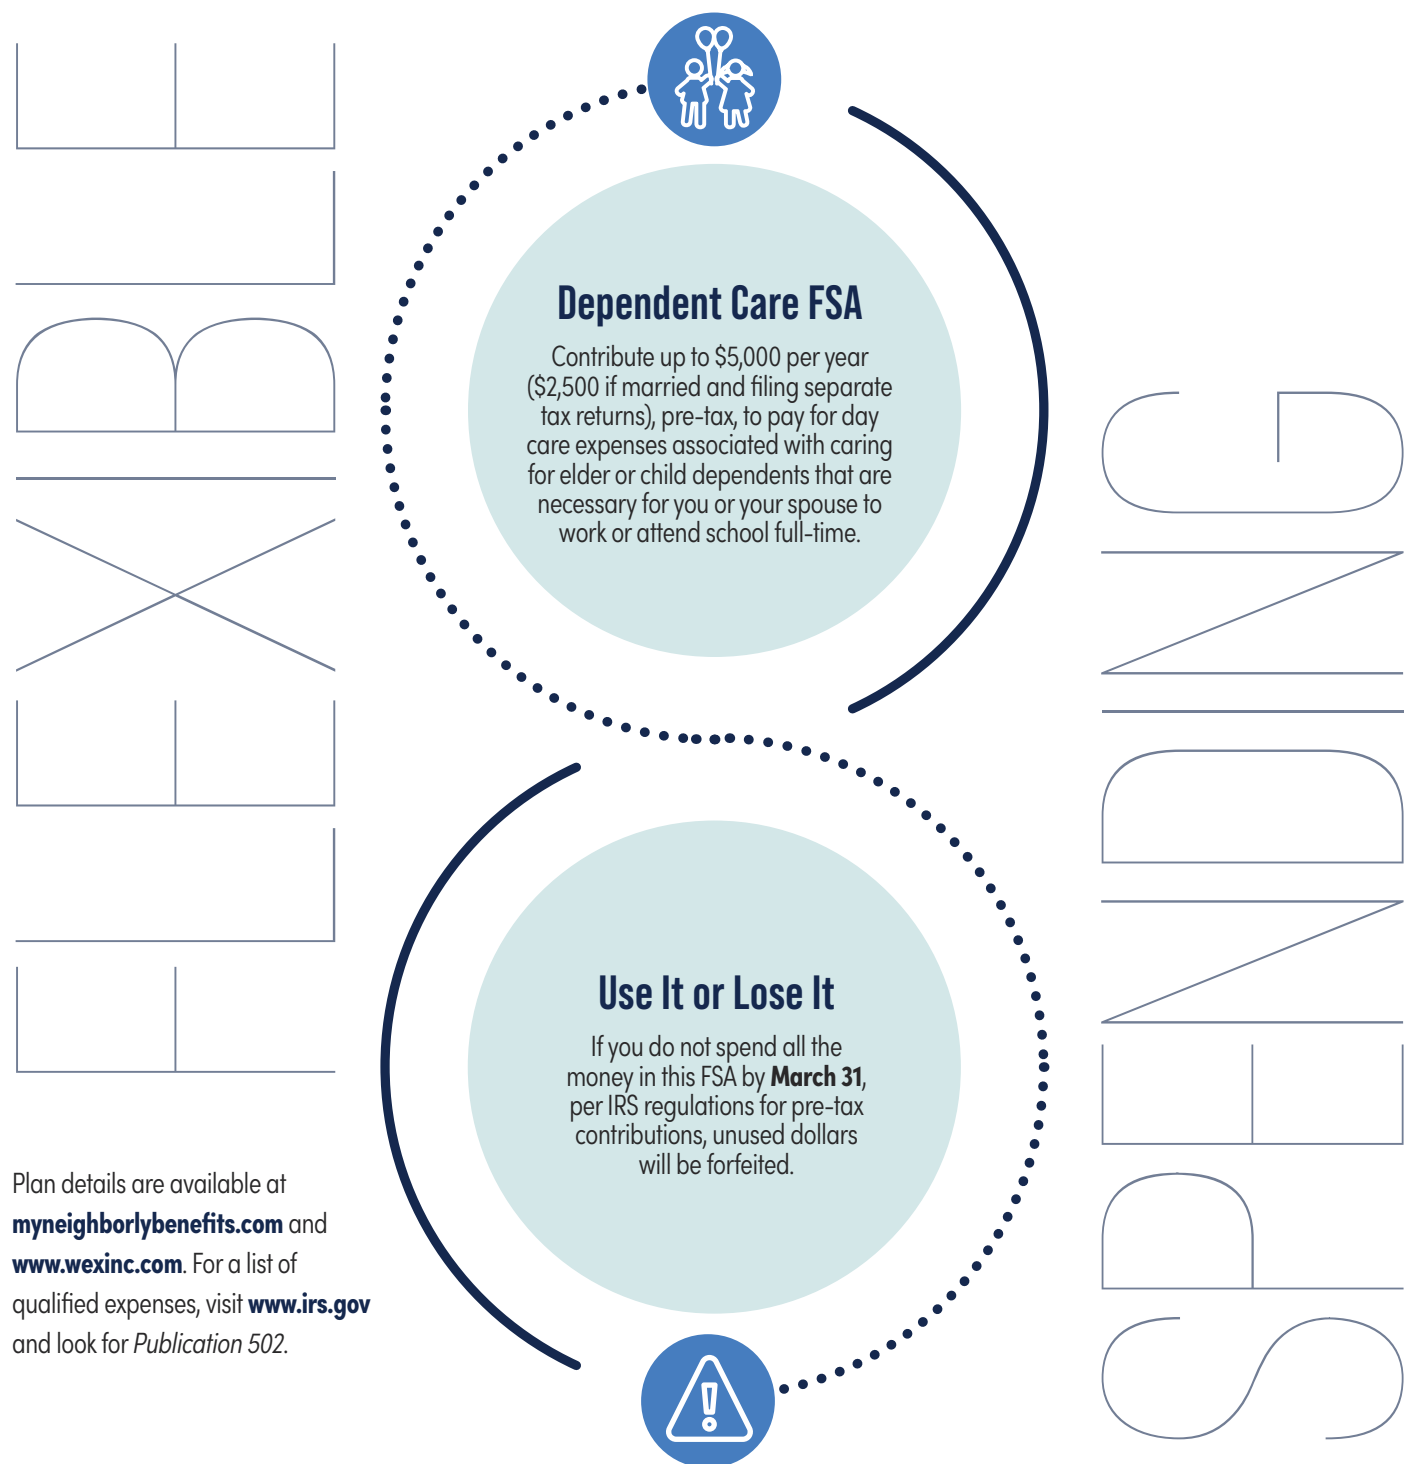 FLEXIBLE
SPENDING
Dependent Care FSA
Contribute up to $5,000 per year
($2,500 if married and filing separate
tax returns), pre-tax, to pay for day
care expenses associated with caring
for elder or child dependents that are
necessary for you or your spouse to
work or attend school full-time.
Use It or Lose It
If you do not spend all the
money in this FSA by March 31,
per IRS regulations for pre-tax
contributions, unused dollars
will be forfeited.
Plan details are available at
myneighborlybenefits.com and
www.wexinc.com. For a list of
qualified expenses, visit www.irs.gov
and look for Publication 502.